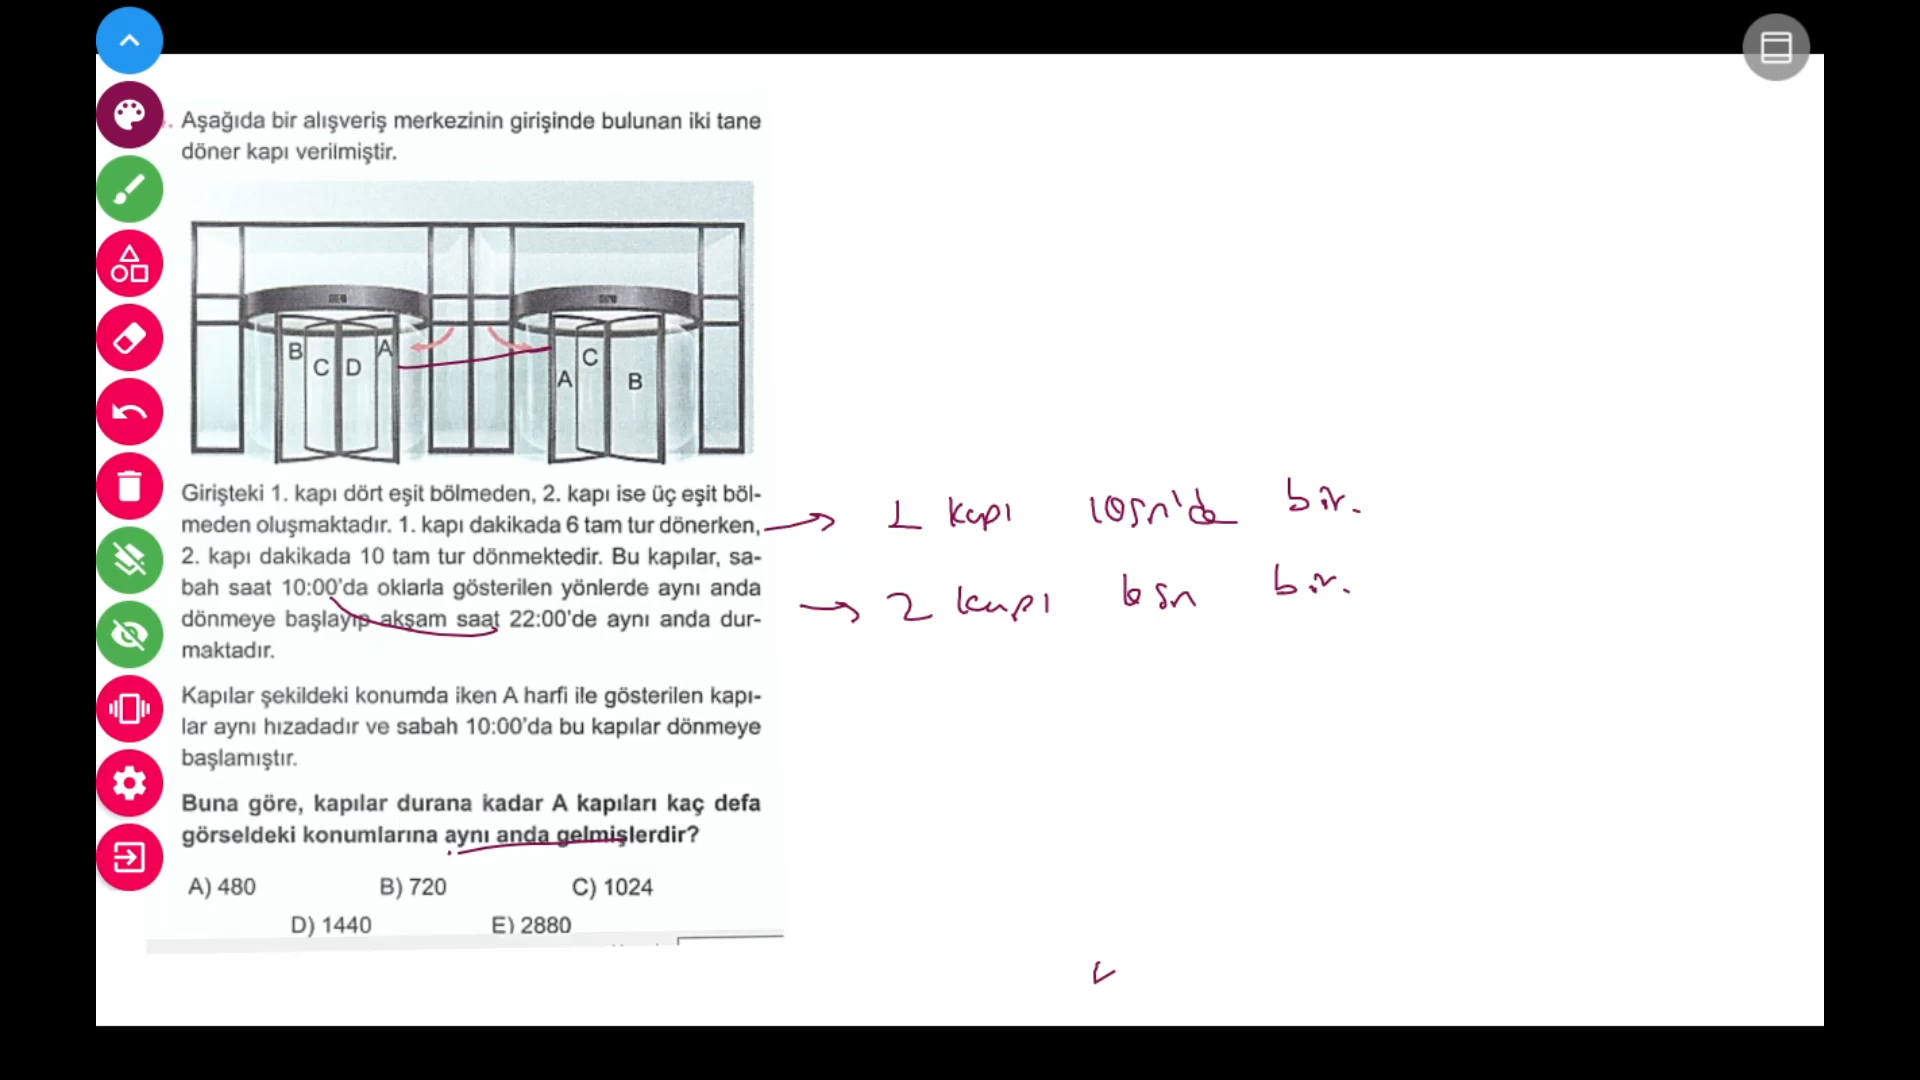 Aşağıda bir alışveriş merkezinin girişinde bulunan iki tane
döner kapı verilmiştir.
B C D A
A C B
Girişteki 1. kapı dört eşit bölmeden, 2. kapı ise üç eşit böl-
meden oluşmaktadır. 1. kapı dakikada 6 tam tur dönerken,
2. kapı dakikada 10 tam tur dönmektedir. Bu kapılar, sa-
bah saat 10:00'da oklarla gösterilen yönlerde aynı anda
dönmeye başlayıp akşam saat 22:00'de aynı anda dur-
maktadır.
1 kapı 10sn'de bir.
2 kapı 6sn bir.
Kapılar şekildeki konumda iken A harfi ile gösterilen kapı-
lar aynı hizadadır ve sabah 10:00'da bu kapılar dönmeye
başlamıştır.
Buna göre, kapılar durana kadar A kapıları kaç defa
görseldeki konumlarına aynı anda gelmişlerdir?
A) 480 B) 720 C) 1024
D) 1440 E) 2880